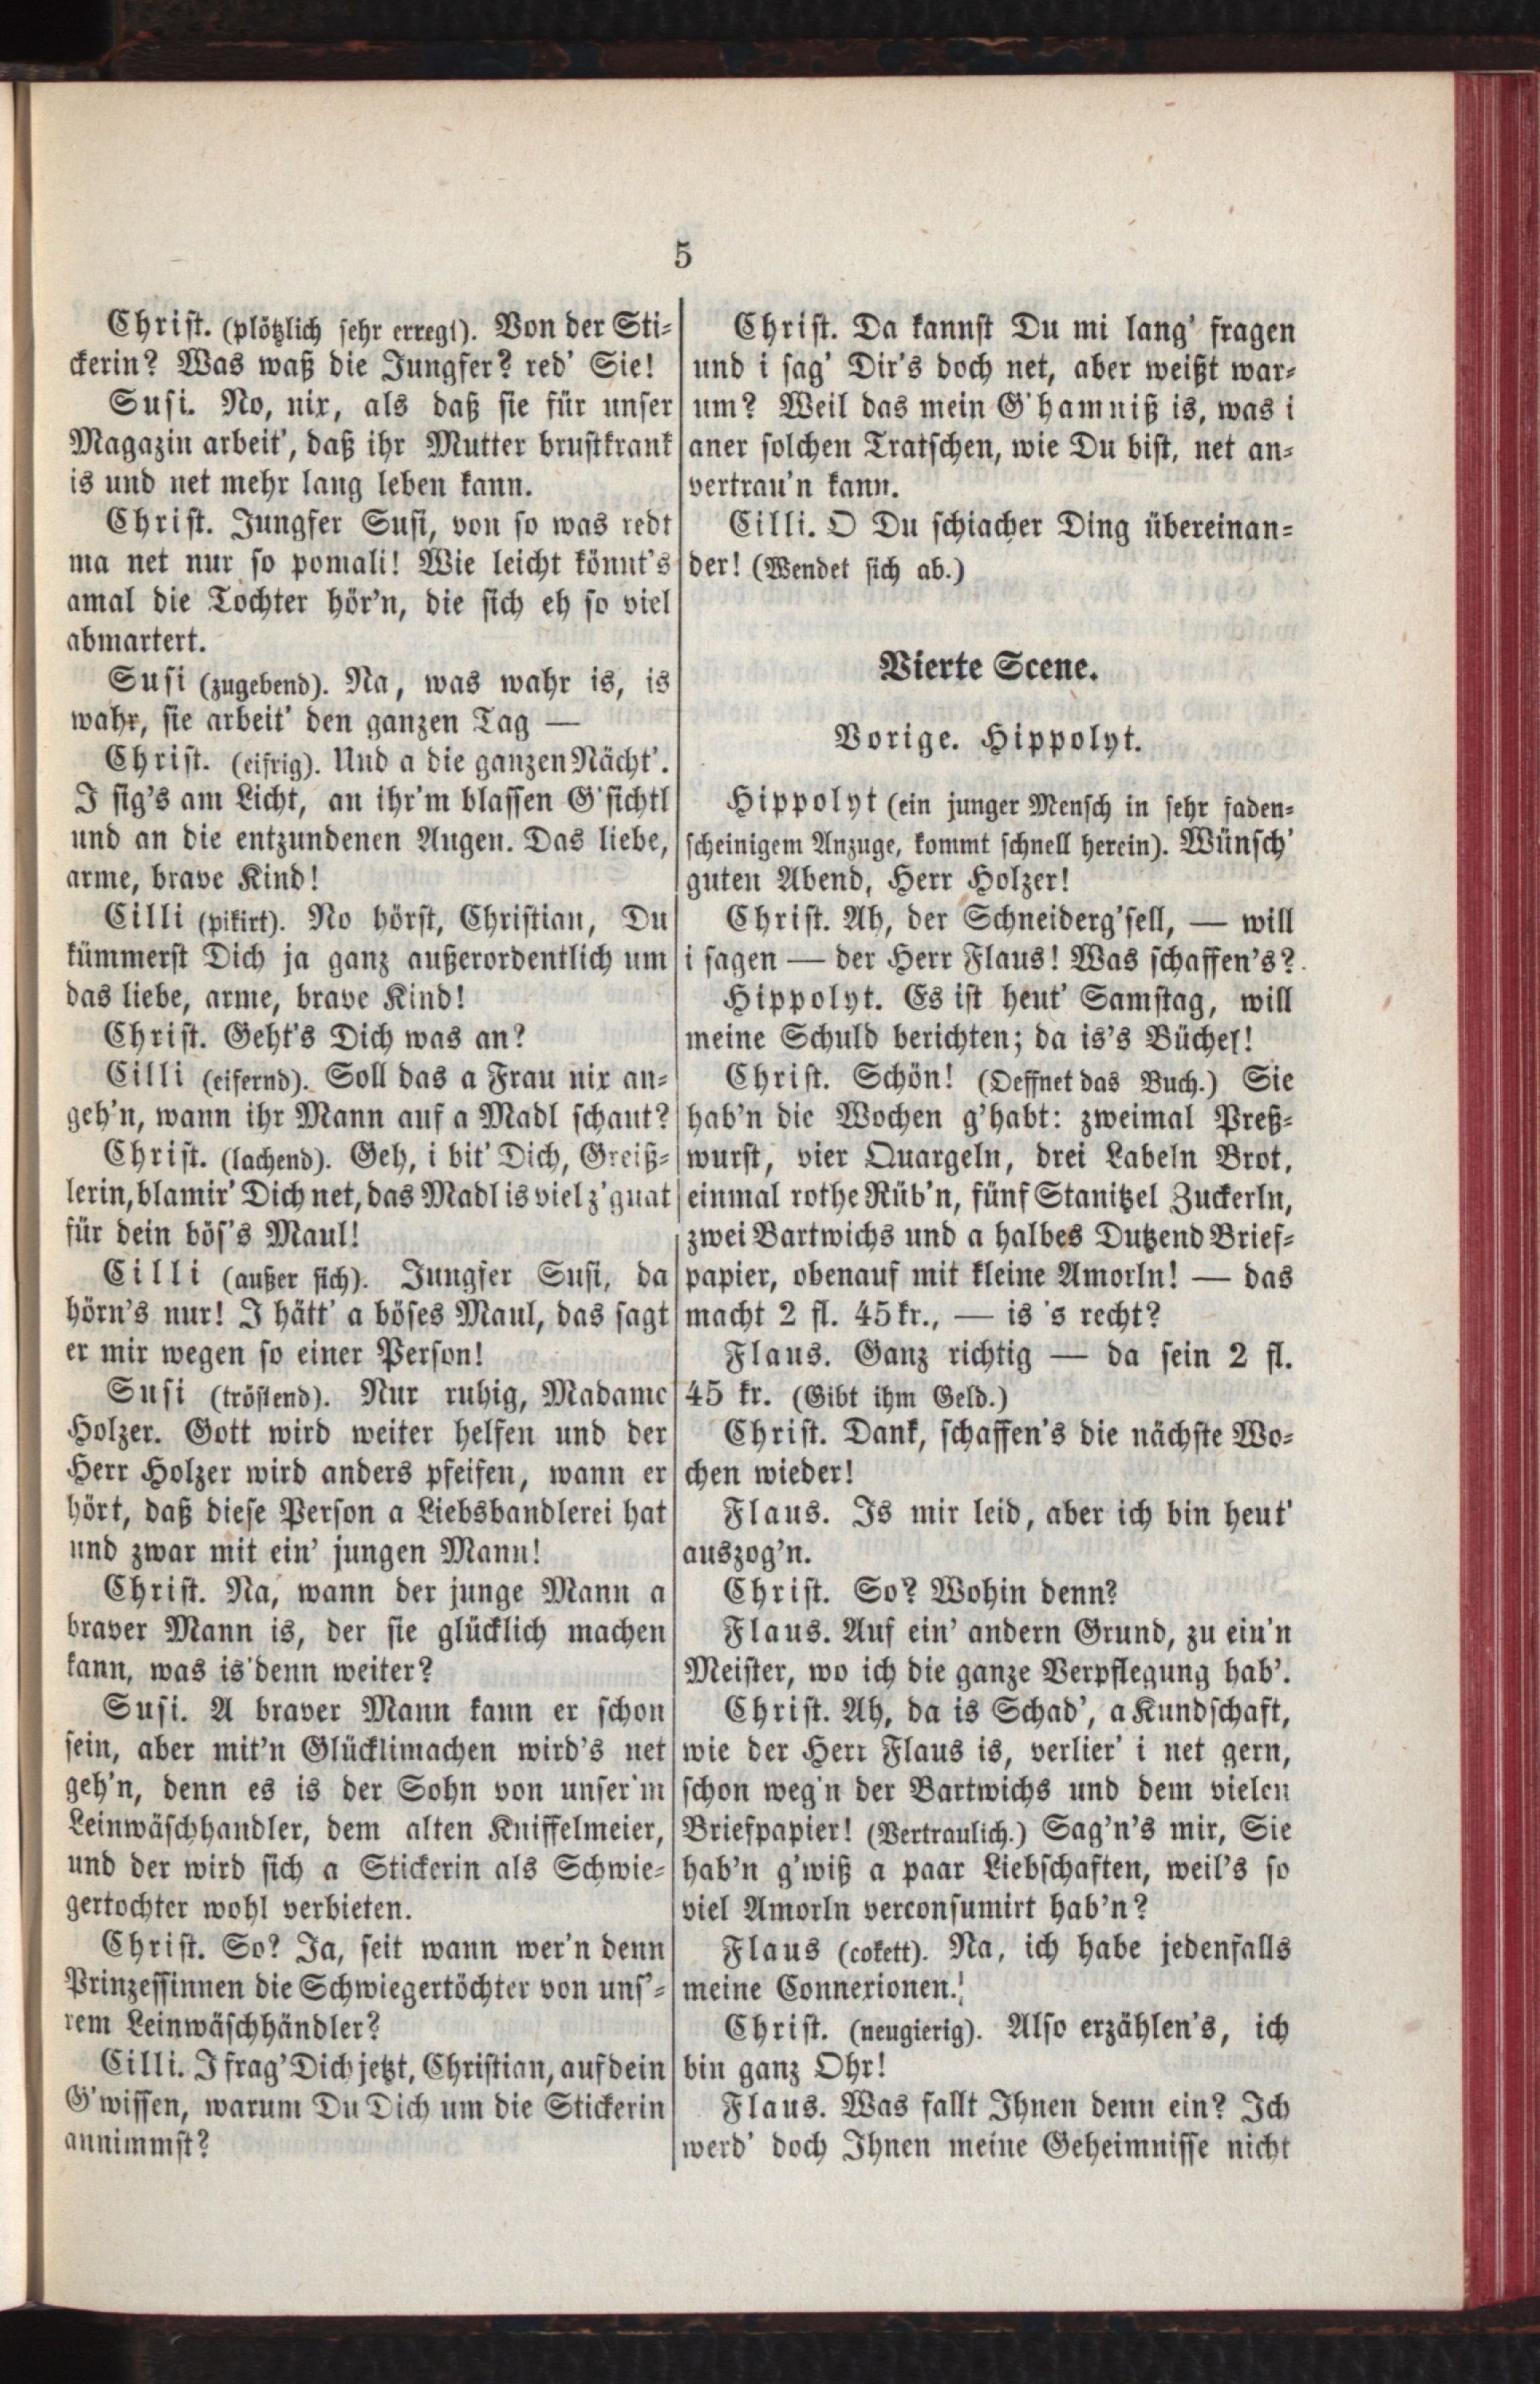 5
Christ. (plötzlich sehr erregt). Von der Sti-
ckerin? Was waß die Jungfer? red' Sie!
Susi. No, nix, als daß sie für unser
Magazin arbeit', daß ihr Mutter brustkrank
is und net mehr lang leben kann.
Christ. Jungfer Susi, von so was redt
ma net nur so pomali! Wie leicht könnt's
amal die Tochter hör'n, die sich eh so viel
abmartert.
Susi (zugebend). Na, was wahr is, is
wahr, sie arbeit' den ganzen Tag —
Christ. (eifrig). Und a die ganzen Nächt'.
I sig's am Licht, an ihr'm blassen G'sichtl
und an die entzundenen Augen. Das liebe,
arme, brave Kind!
Cilli (pikirt). No hörst, Christian, Du
kümmerst Dich ja ganz außerordentlich um
das liebe, arme, brave Kind!
Christ. Geht's Dich was an?
Cilli (eifernd). Soll das a Frau nix an-
geh'n, wann ihr Mann auf a Madl schaut?
Christ. (lachend). Geh, i bit' Dich, Greiß-
lerin, blamir' Dich net, das Madl is viel z'guat
für dein bös's Maul!
Cilli (außer sich). Jungfer Susi, da
hörn's nur! I hätt' a böses Maul, das sagt
er mir wegen so einer Person!
Susi (tröstend). Nur ruhig, Madame
Holzer. Gott wird weiter helfen und der
Herr Holzer wird anders pfeifen, wann er
hört, daß diese Person a Liebsbandlerei hat
und zwar mit ein' jungen Mann!
Christ. Na, wann der junge Mann a
braver Mann is, der sie glücklich machen
kann, was is'denn weiter?
Susi. A braver Mann kann er schon
sein, aber mit'n Glücklimachen wird's net
geh'n, denn es is der Sohn von unser'm
Leinwäschhandler, dem alten Kniffelmeier,
und der wird sich a Stickerin als Schwie-
gertochter wohl verbieten.
Christ. So? Ja, seit wann wer'n denn
Prinzessinnen die Schwiegertöchter von uns'-
rem Leinwäschhändler?
Cilli. I frag' Dich jetzt, Christian, auf dein
G'wissen, warum Du Dich um die Stickerin
annimmst?
Christ. Da kannst Du mi lang' fragen
und i sag' Dir's doch net, aber weißt war-
um? Weil das mein G'hamniß is, was i
aner solchen Tratschen, wie Du bist, net an-
vertrau'n kann.
Cilli. O Du schiacher Ding übereinan-
der! (Wendet sich ab.)
Vierte Scene.
Vorige. Hippolyt.
Hippolyt (ein junger Mensch in sehr faden-
scheinigem Anzuge, kommt schnell herein). Wünsch'
guten Abend, Herr Holzer!
Christ. Ah, der Schneiderg'sell, — will
i sagen — der Herr Flaus! Was schaffen's?
Hippolyt. Es ist heut' Samstag, will
meine Schuld berichten; da is's Büchel!
Christ. Schön! (Oeffnet das Buch.) Sie
hab'n die Wochen g'habt: zweimal Preß-
wurst, vier Quargeln, drei Labeln Brot,
einmal rothe Rüb'n, fünf Stanitzel Zuckerln,
zwei Bartwichs und a halbes Dutzend Brief-
papier, obenauf mit kleine Amorln! — das
macht 2 fl. 45 kr., — is 's recht?
Flaus. Ganz richtig — da sein 2 fl.
45 kr. (Gibt ihm Geld.)
Christ. Dank, schaffen's die nächste Wo-
chen wieder!
Flaus. Is mir leid, aber ich bin heut'
auszog'n.
Christ. So? Wohin denn?
Flaus. Auf ein' andern Grund, zu ein'n
Meister, wo ich die ganze Verpflegung hab'.
Christ. Ah, da is Schad', a Kundschaft,
wie der Herr Flaus is, verlier' i net gern,
schon weg'n der Bartwichs und dem vielen
Briefpapier! (Vertraulich.) Sag'n's mir, Sie
hab'n g'wiß a paar Liebschaften, weil's so
viel Amorln verconsumirt hab'n?
Flaus (cokett). Na, ich habe jedenfalls
meine Connexionen.
Christ. (neugierig). Also erzählen's, ich
bin ganz Ohr!
Flaus. Was fallt Ihnen denn ein? Ich
werd' doch Ihnen meine Geheimnisse nicht